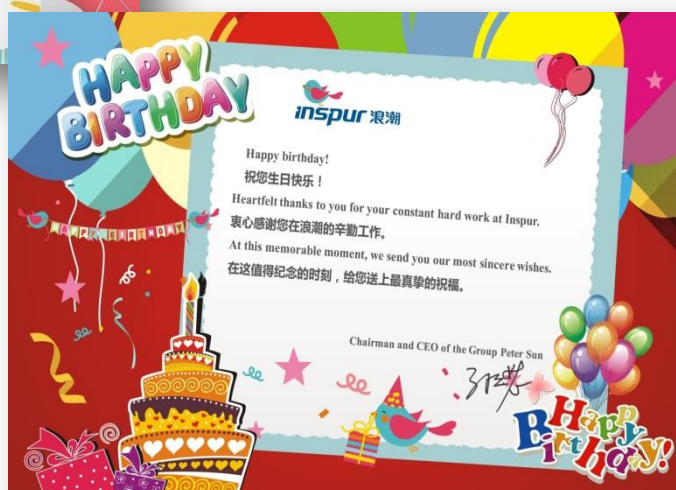 HAPPY
BIRTHDAY
inspur 浪潮
Happy birthday!
祝您生日快乐！
Heartfelt thanks to you for your constant hard work at Inspur.
衷心感谢您在浪潮的辛勤工作。
At this memorable moment, we send you our most sincere wishes.
在这值得纪念的时刻，给您送上最真挚的祝福。
HAPPY BIRTHDAY
Chairman and CEO of the Group Peter Sun
Happy
Birthday!